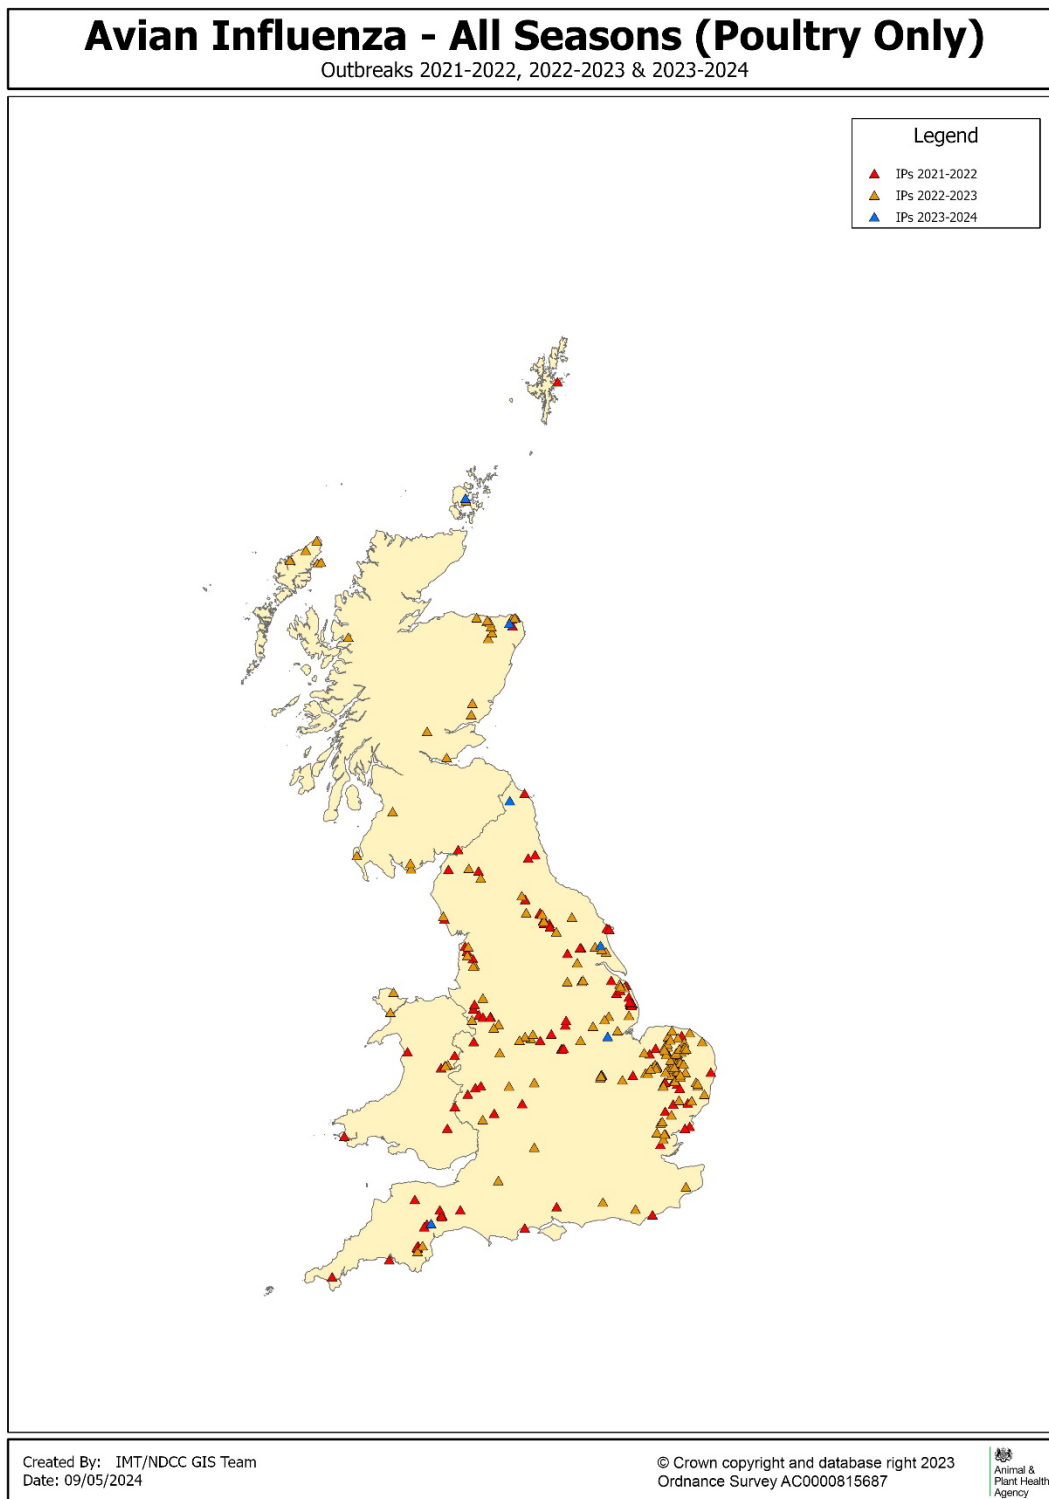 Avian Influenza - All Seasons (Poultry Only)
Outbreaks 2021-2022, 2022-2023 & 2023-2024
Legend
IPs 2021-2022
IPs 2022-2023
IPs 2023-2024
Created By: IMT/NDCC GIS Team
Date: 09/05/2024
© Crown copyright and database right 2023
Ordnance Survey AC0000815687
Animal &
Plant Health
Agency